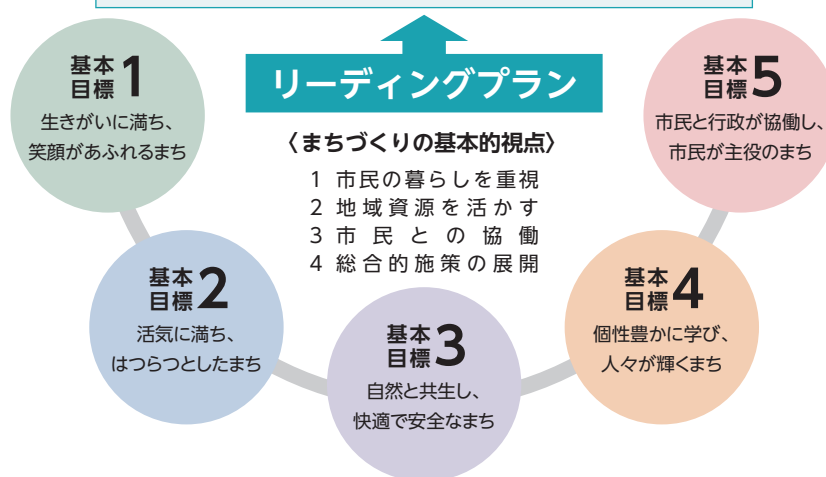 リーディングプラン
〈まちづくりの基本的視点〉
1 市民の暮らしを重視
2 地域資源を活かす
3 市民との協働
4 総合的施策の展開
基本目標1
生きがいに満ち、
笑顔があふれるまち
基本目標2
活気に満ち、
はつらつとしたまち
基本目標3
自然と共生し、
快適で安全なまち
基本目標4
個性豊かに学び、
人々が輝くまち
基本目標5
市民と行政が協働し、
市民が主役のまち